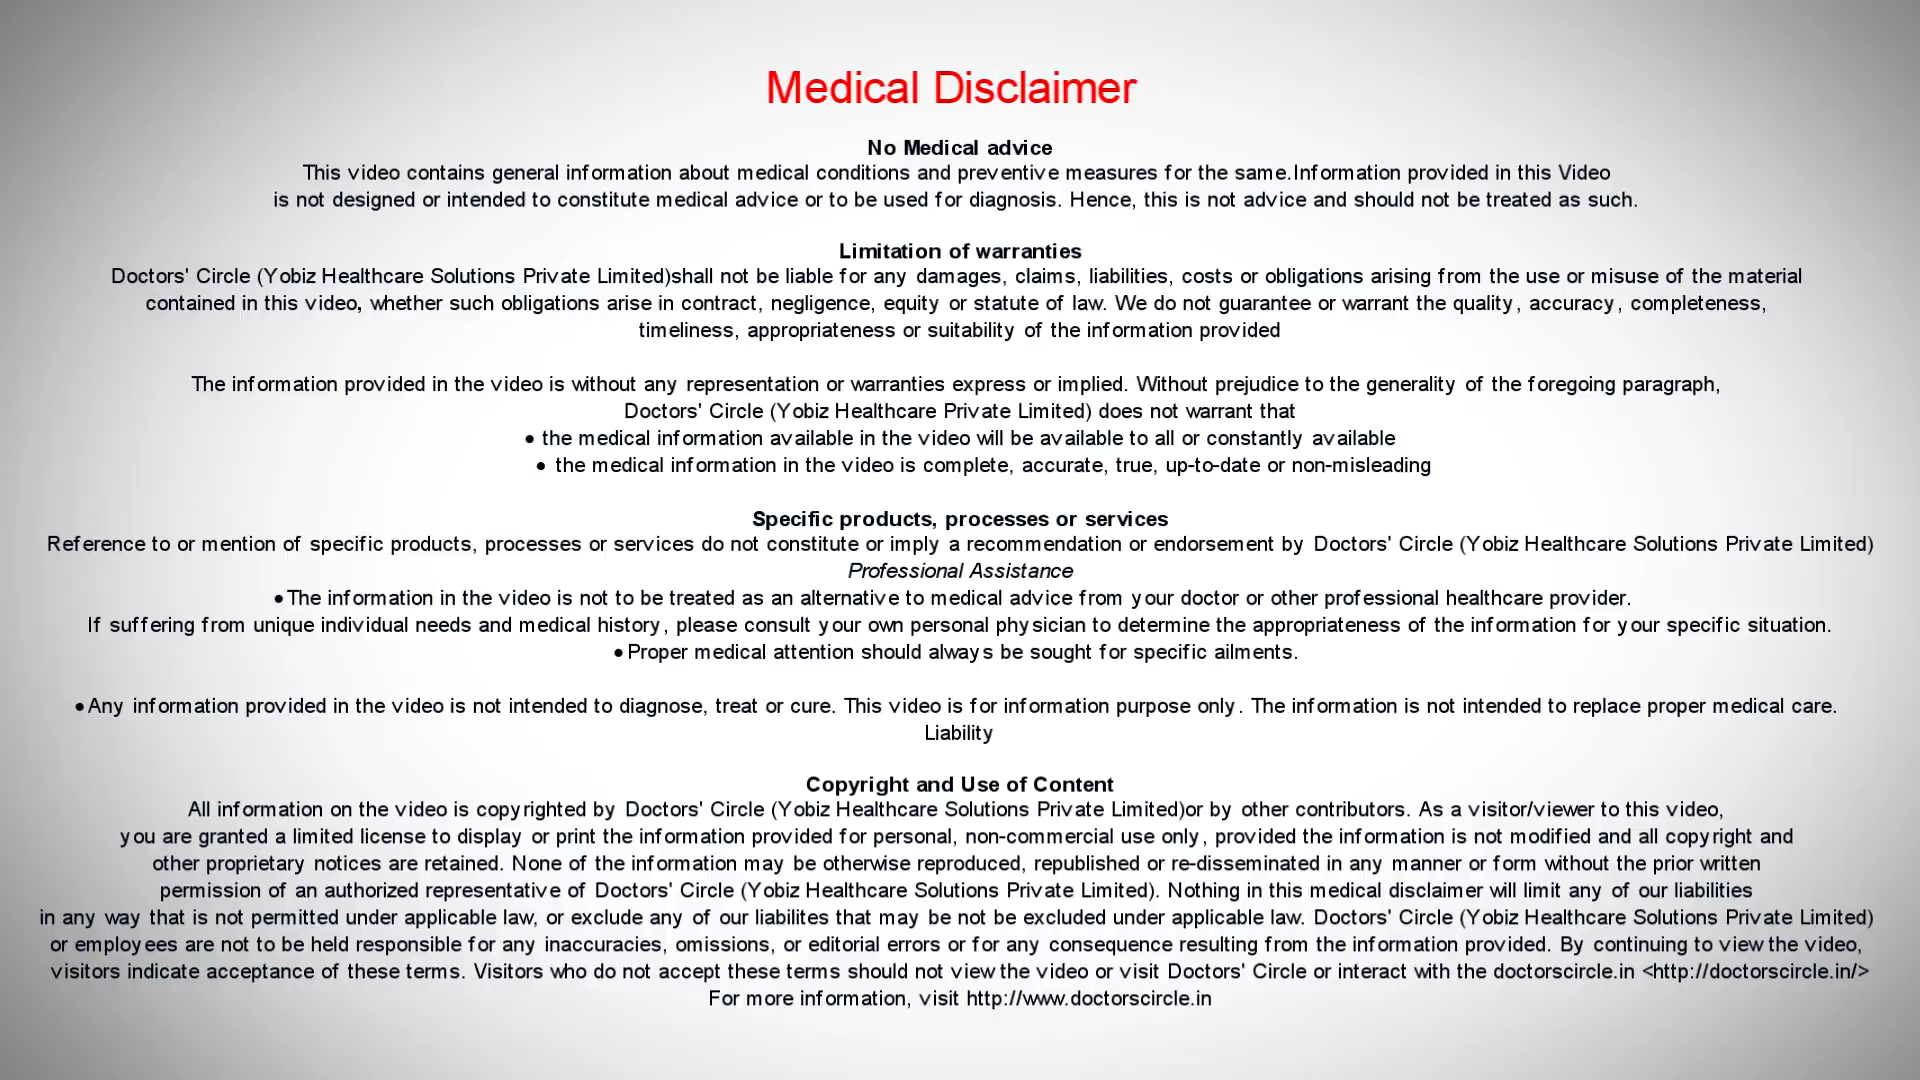 Medical Disclaimer
No Medical advice
This video contains general information about medical conditions and preventive measures for the same.Information provided in this Video
is not designed or intended to constitute medical advice or to be used for diagnosis. Hence, this is not advice and should not be treated as such.
Limitation of warranties
Doctors' Circle (Yobiz Healthcare Solutions Private Limited)shall not be liable for any damages, claims, liabilities, costs or obligations arising from the use or misuse of the material
contained in this video, whether such obligations arise in contract, negligence, equity or statute of law. We do not guarantee or warrant the quality, accuracy, completeness,
timeliness, appropriateness or suitability of the information provided
The information provided in the video is without any representation or warranties express or implied. Without prejudice to the generality of the foregoing paragraph,
Doctors' Circle (Yobiz Healthcare Private Limited) does not warrant that
• the medical information available in the video will be available to all or constantly available
• the medical information in the video is complete, accurate, true, up-to-date or non-misleading
Specific products, processes or services
Reference to or mention of specific products, processes or services do not constitute or imply a recommendation or endorsement by Doctors' Circle (Yobiz Healthcare Solutions Private Limited)
Professional Assistance
•The information in the video is not to be treated as an alternative to medical advice from your doctor or other professional healthcare provider.
If suffering from unique individual needs and medical history, please consult your own personal physician to determine the appropriateness of the information for your specific situation.
•Proper medical attention should always be sought for specific ailments.
•Any information provided in the video is not intended to diagnose, treat or cure. This video is for information purpose only. The information is not intended to replace proper medical care.
Liability
Copyright and Use of Content
All information on the video is copyrighted by Doctors' Circle (Yobiz Healthcare Solutions Private Limited)or by other contributors. As a visitor/viewer to this video,
you are granted a limited license to display or print the information provided for personal, non-commercial use only, provided the information is not modified and all copyright and
other proprietary notices are retained. None of the information may be otherwise reproduced, republished or re-disseminated in any manner or form without the prior written
permission of an authorized representative of Doctors' Circle (Yobiz Healthcare Solutions Private Limited). Nothing in this medical disclaimer will limit any of our liabilities
in any way that is not permitted under applicable law, or exclude any of our liabilites that may be not be excluded under applicable law. Doctors' Circle (Yobiz Healthcare Solutions Private Limited)
or employees are not to be held responsible for any inaccuracies, omissions, or editorial errors or for any consequence resulting from the information provided. By continuing to view the video,
visitors indicate acceptance of these terms. Visitors who do not accept these terms should not view the video or visit Doctors' Circle or interact with the doctorscircle.in <http://doctorscircle.in/>
For more information, visit http://www.doctorscircle.in